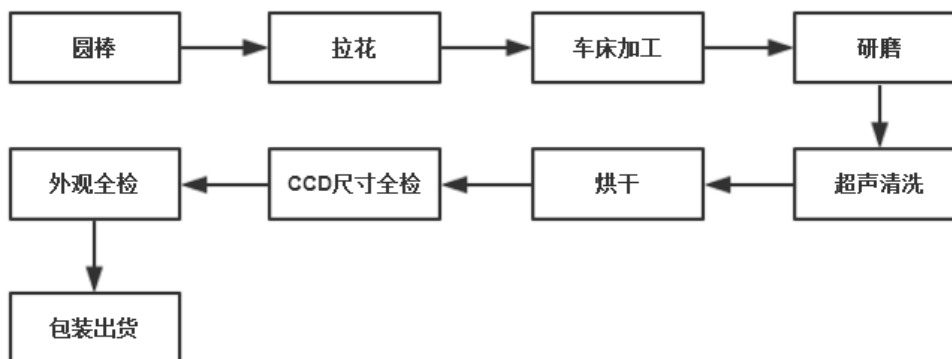 圆棒
拉花
车床加工
研磨
超声清洗
烘干
CCD尺寸全检
外观全检
包装出货